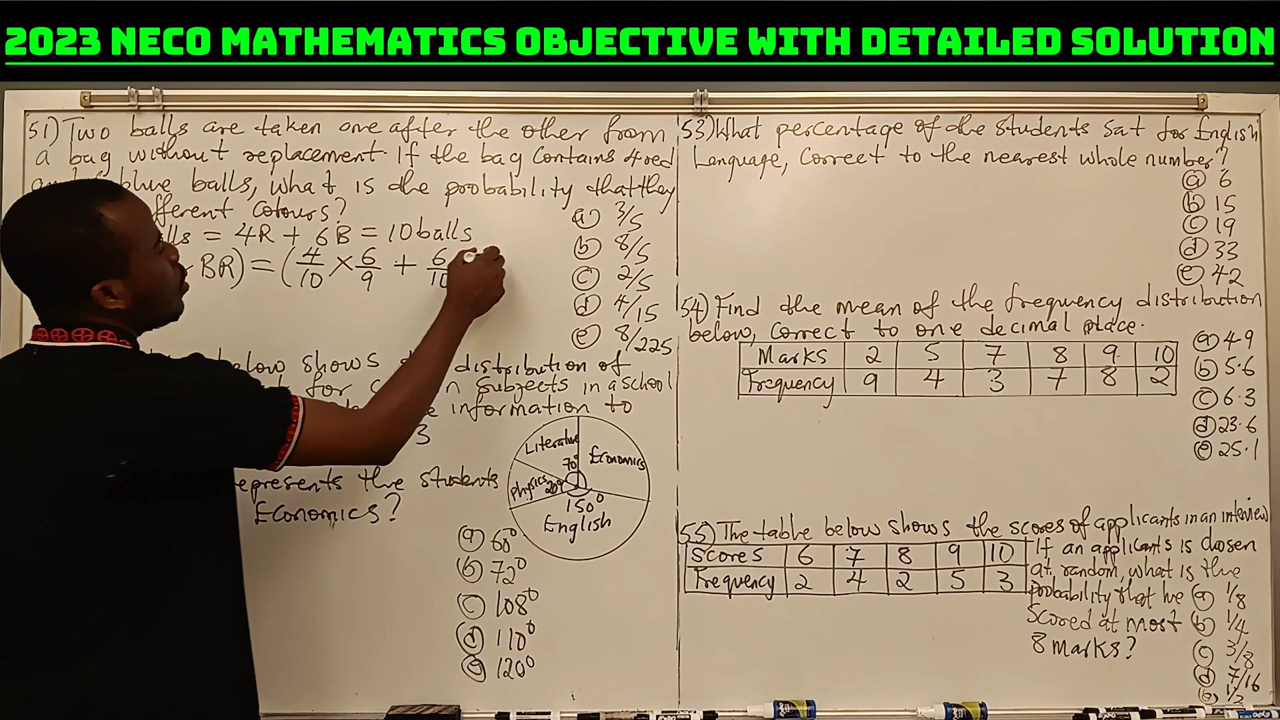 2023 NECO MATHEMATICS OBJECTIVE WITH DETAILED SOLUTION
51) Two balls are taken one after the other from
a bag without replacement. If the bag contains 4 red
blue balls, what is the probability that they
fferent colours?
lls = 4R + 6B = 10 balls
BR) = (4/10 × 6/9 + 6/10
(a) 3/5
(b) 8/5
(c) 2/5
(d) 4/15
(e) 8/225
elow shows distribution of
for subjects in a school
information to
3
epresents the students
Economics?
Literature
70°
Economics
Physics 20°
150°
English
(a) 60°
(b) 72°
(c) 108°
(d) 110°
(e) 120°
53) What percentage of the students sat for English
Language, correct to the nearest whole number?
(a) 6
(b) 15
(c) 19
(d) 33
(e) 42
54) Find the mean of the frequency distribution
below, correct to one decimal place.
Marks 2 5 7 8 9 10
Frequency 9 4 3 7 8 2
(a) 4.9
(b) 5.6
(c) 6.3
(d) 23.6
(e) 25.1
55) The table below shows the scores of applicants in an interview
Scores 6 7 8 9 10
Frequency 2 4 2 5 3
If an applicants is chosen
at random, what is the
probability that he
scored at most
8 marks?
(a) 1/8
(b) 1/4
(c) 3/8
(d) 7/16
(e) 1/2